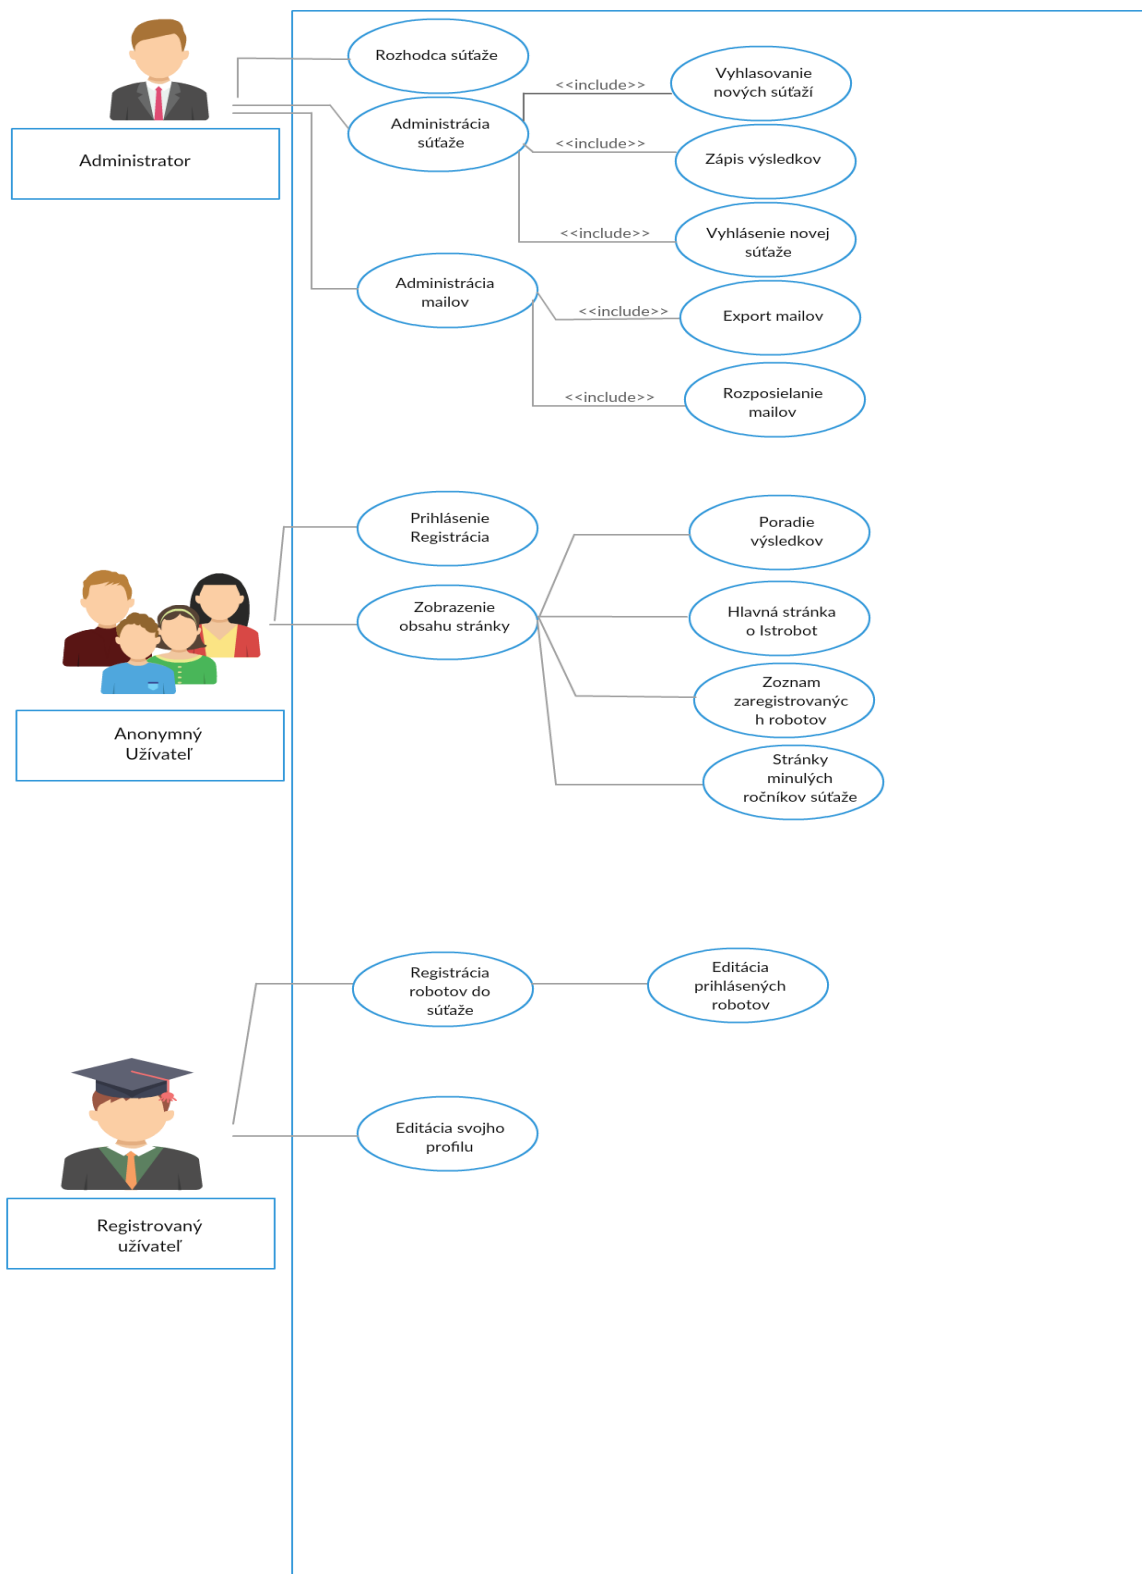 Administrator
Rozhodca súťaže
Administrácia
súťaže
<<include>>
Vyhlasovanie
nových súťaží
<<include>>
Zápis výsledkov
<<include>>
Vyhlásenie novej
súťaže
Administrácia
mailov
<<include>>
Export mailov
<<include>>
Rozposielanie
mailov
Anonymný
Užívateľ
Prihlásenie
Registrácia
Zobrazenie
obsahu stránky
Poradie
výsledkov
Hlavná stránka
o Istrobot
Zoznam
zaregistrovanýc
h robotov
Stránky
minulých
ročníkov súťaže
Registrovaný
užívateľ
Registrácia
robotov do
súťaže
Editácia
prihlásených
robotov
Editácia svojho
profilu